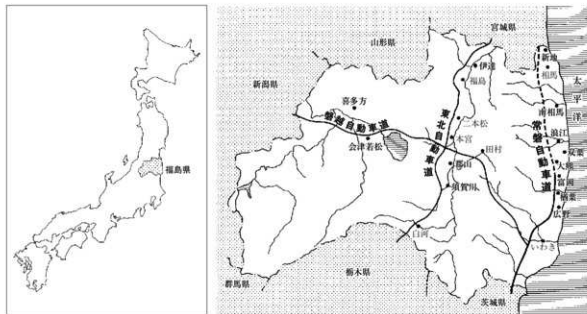 福島県
宮城県
山形県
新潟県
群馬県
栃木県
茨城県
太平洋
東北自動車道
磐越自動車道
常磐自動車道
新地
相馬
南相馬
浪江
双葉
大熊
富岡
楢葉
広野
いわき
伊達
福島
二本松
本宮
田村
郡山
須賀川
白河
喜多方
会津若松